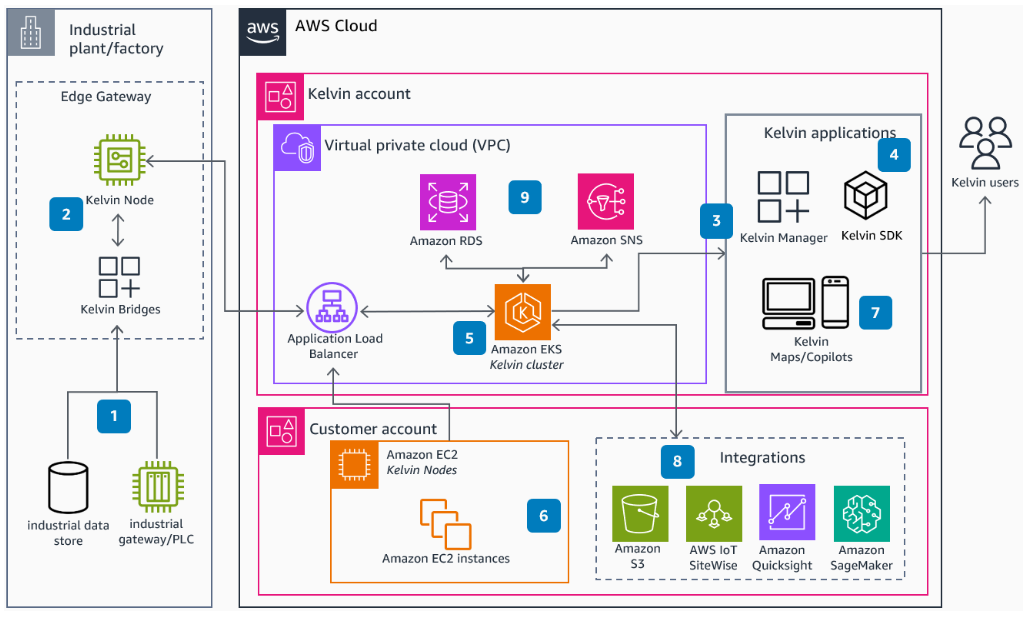 Industrial
plant/factory
Edge Gateway
Kelvin Node
2
Kelvin Bridges
1
industrial data
store
industrial
gateway/PLC
aws
AWS Cloud
Kelvin account
Virtual private cloud (VPC)
Amazon RDS
9
Amazon SNS
Application Load
Balancer
5
K
Amazon EKS
Kelvin cluster
3
Kelvin applications
4
Kelvin Manager
Kelvin SDK
7
Kelvin
Maps/Copilots
Kelvin users
Customer account
Amazon EC2
Kelvin Nodes
6
Amazon EC2 instances
8
Integrations
Amazon
S3
AWS IoT
SiteWise
Amazon
Quicksight
Amazon
SageMaker